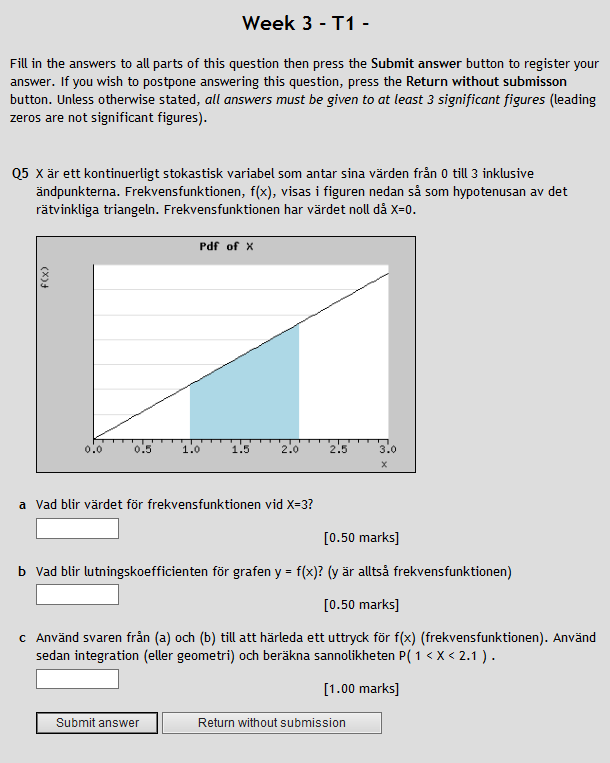 Week 3 - T1 -
Fill in the answers to all parts of this question then press the Submit answer button to register your
answer. If you wish to postpone answering this question, press the Return without submisson
button. Unless otherwise stated, all answers must be given to at least 3 significant figures (leading
zeros are not significant figures).
Q5 X är ett kontinuerligt stokastisk variabel som antar sina värden från 0 till 3 inklusive
ändpunkterna. Frekvensfunktionen, f(x), visas i figuren nedan så som hypotenusan av det
rätvinkliga triangeln. Frekvensfunktionen har värdet noll då X=0.
Pdf of X
f(x)
0.0 0.5 1.0 1.5 2.0 2.5 3.0
x
a Vad blir värdet för frekvensfunktionen vid X=3?
[0.50 marks]
b Vad blir lutningskoefficienten för grafen y = f(x)? (y är alltså frekvensfunktionen)
[0.50 marks]
c Använd svaren från (a) och (b) till att härleda ett uttryck för f(x) (frekvensfunktionen). Använd
sedan integration (eller geometri) och beräkna sannolikheten P( 1 < X < 2.1 ) .
[1.00 marks]
Submit answer Return without submission